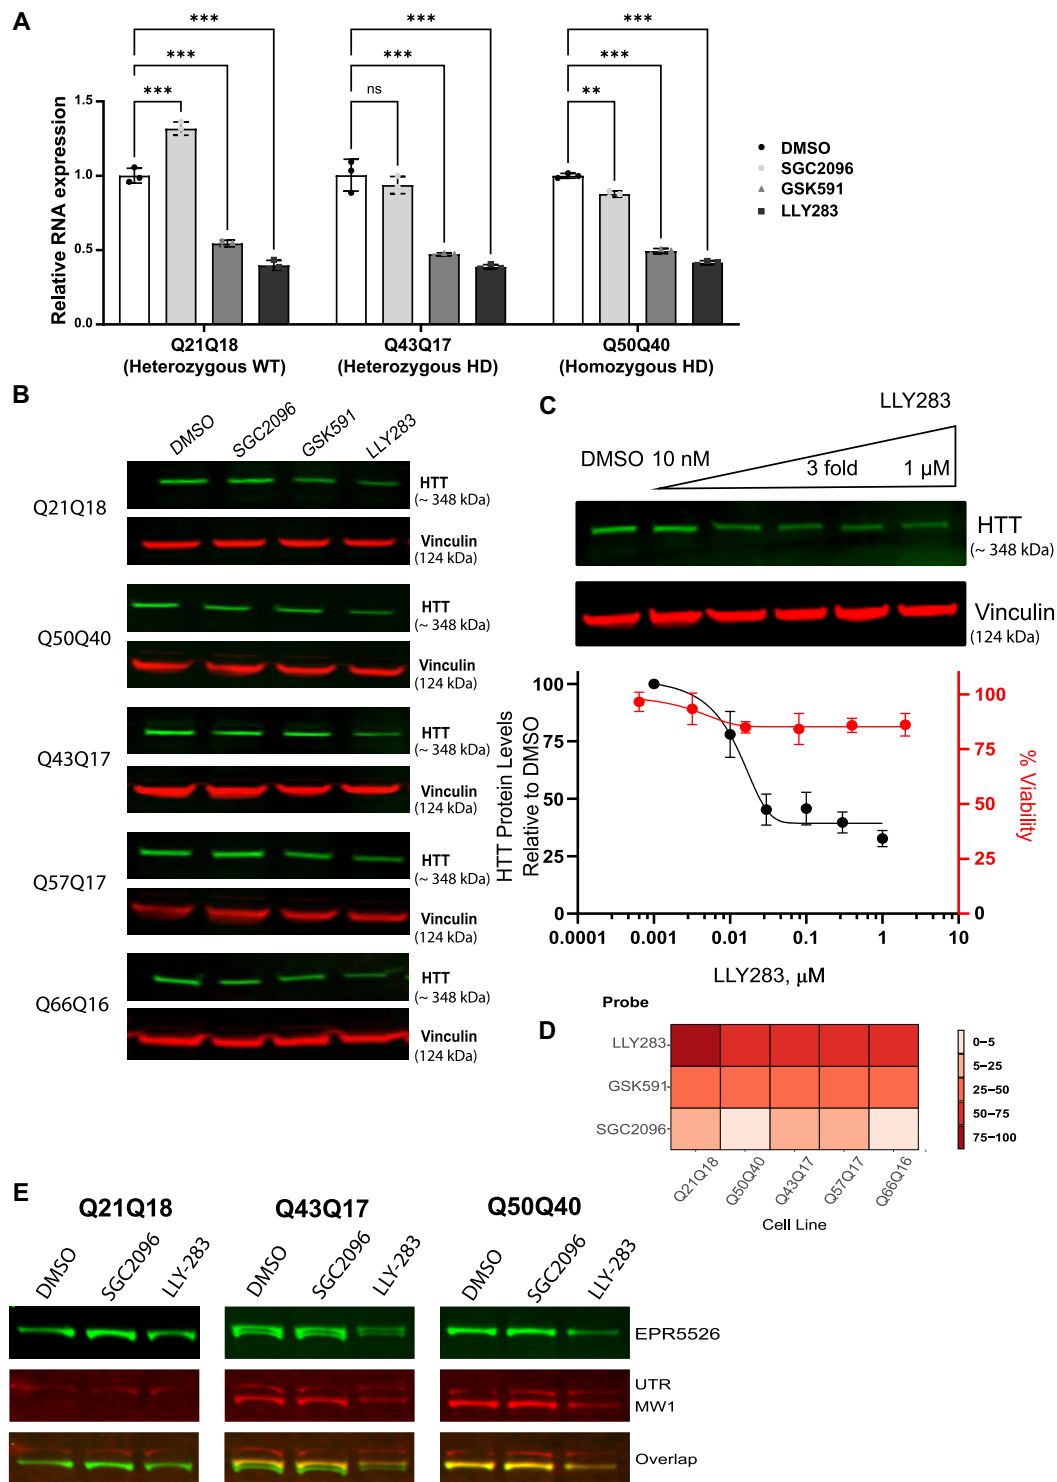 A
***
***
***
***
***
***
***
***
ns
**
Relative RNA expression
1.5
1.0
0.5
0.0
DMSO
SGC2096
GSK591
LLY283
Q21Q18
(Heterozygous WT)
Q43Q17
(Heterozygous HD)
Q50Q40
(Homozygous HD)
B
DMSO
SGC2096
GSK591
LLY283
Q21Q18
HTT
(~ 348 kDa)
Vinculin
(124 kDa)
Q50Q40
HTT
(~ 348 kDa)
Vinculin
(124 kDa)
Q43Q17
HTT
(~ 348 kDa)
Vinculin
(124 kDa)
Q57Q17
HTT
(~ 348 kDa)
Vinculin
(124 kDa)
Q66Q16
HTT
(~ 348 kDa)
Vinculin
(124 kDa)
C
LLY283
DMSO 10 nM 3 fold 1 µM
HTT
(~ 348 kDa)
Vinculin
(124 kDa)
HTT Protein Levels
Relative to DMSO
100
75
50
25
0
100
75
50
25
0
% Viability
0.0001 0.001 0.01 0.1 1 10
LLY283, µM
D
Probe
LLY283
GSK591
SGC2096
Q21Q18
Q50Q40
Q43Q17
Q57Q17
Q66Q16
Cell Line
0–5
5–25
25–50
50–75
75–100
E
Q21Q18
Q43Q17
Q50Q40
DMSO
SGC2096
LLY-283
DMSO
SGC2096
LLY-283
DMSO
SGC2096
LLY-283
EPR5526
UTR
MW1
Overlap